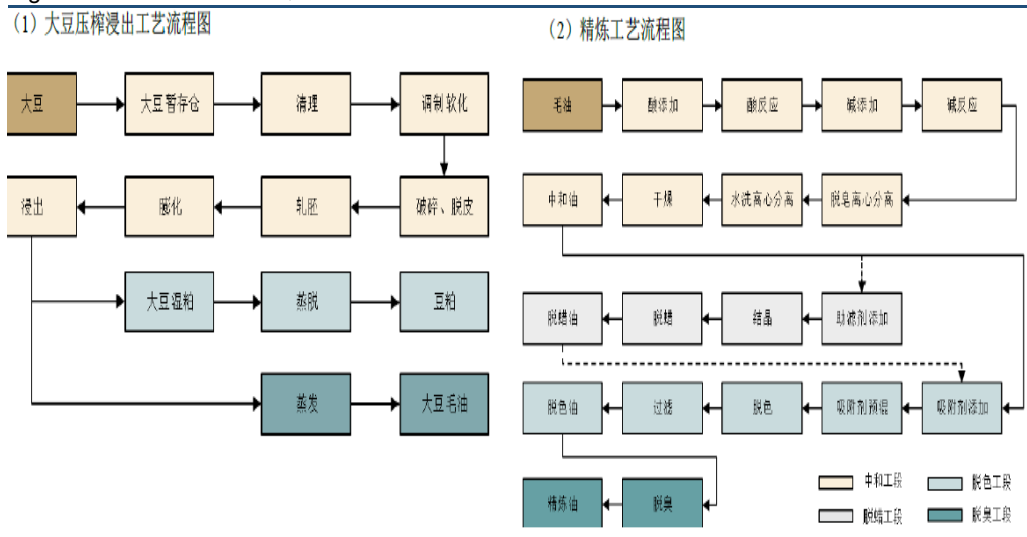 (1) 大豆压榨浸出工艺流程图
大豆
大豆暂存仓
清理
调制软化
浸出
膨化
轧胚
破碎、脱皮
大豆湿粕
蒸脱
豆粕
蒸发
大豆毛油
(2) 精炼工艺流程图
毛油
酸添加
酸反应
碱添加
碱反应
中和油
干燥
水洗离心分离
脱皂离心分离
脱蜡油
脱蜡
结晶
助滤剂添加
脱色油
过滤
脱色
吸附剂预混
吸附剂添加
精炼油
脱臭
中和工段
脱色工段
脱蜡工段
脱臭工段